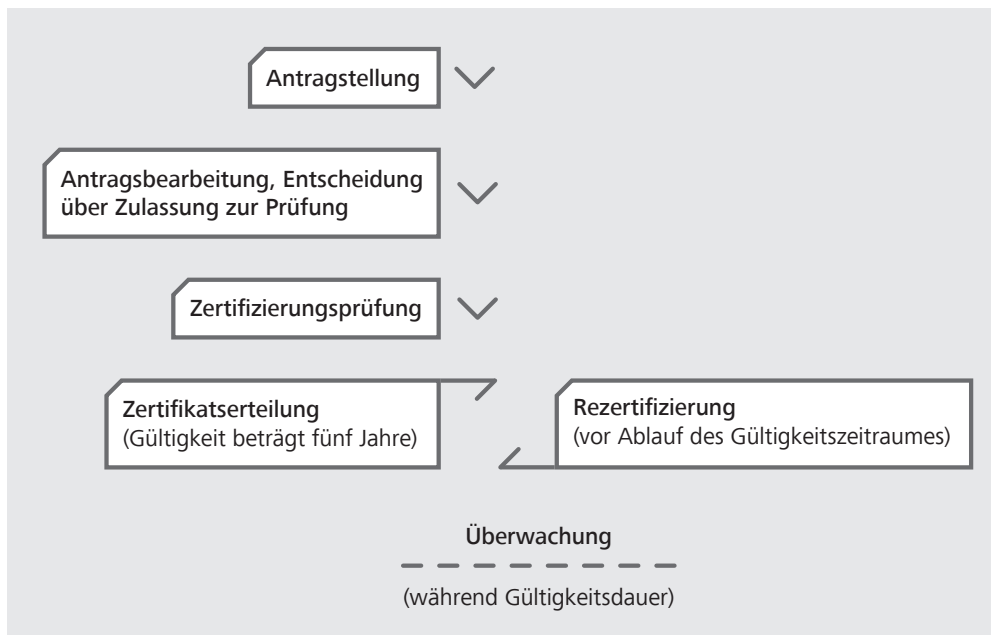 Antragstellung
Antragsbearbeitung, Entscheidung
über Zulassung zur Prüfung
Zertifizierungsprüfung
Zertifikatserteilung
(Gültigkeit beträgt fünf Jahre)
Rezertifizierung
(vor Ablauf des Gültigkeitszeitraumes)
Überwachung
(während Gültigkeitsdauer)